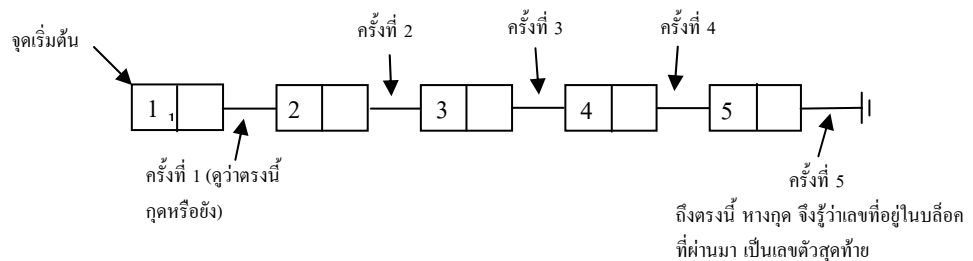 จุดเริ่มต้น
ครั้งที่ 2
ครั้งที่ 3
ครั้งที่ 4
1 1
2
3
4
5
ครั้งที่ 1 (ดูว่าตรงนี้
กุดหรือยัง)
ครั้งที่ 5
ถึงตรงนี้ หางกุด จึงรู้ว่าเลขที่อยู่ในบล็อค
ที่ผ่านมา เป็นเลขตัวสุดท้าย